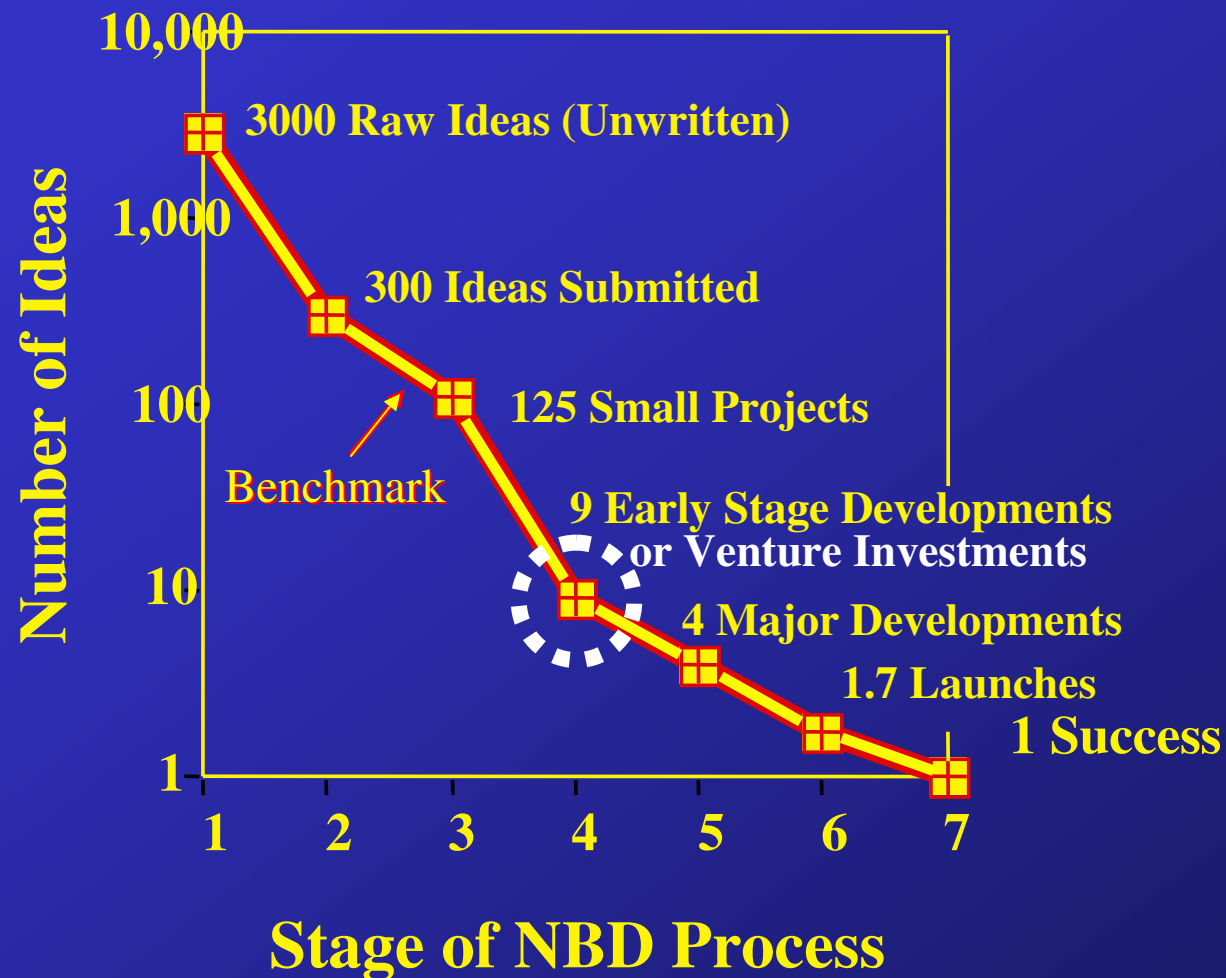 10,000
3000 Raw Ideas (Unwritten)
1,000
300 Ideas Submitted
100
125 Small Projects
Benchmark
9 Early Stage Developments
or Venture Investments
10
4 Major Developments
1.7 Launches
1 Success
1
1 2 3 4 5 6 7
Number of Ideas
Stage of NBD Process